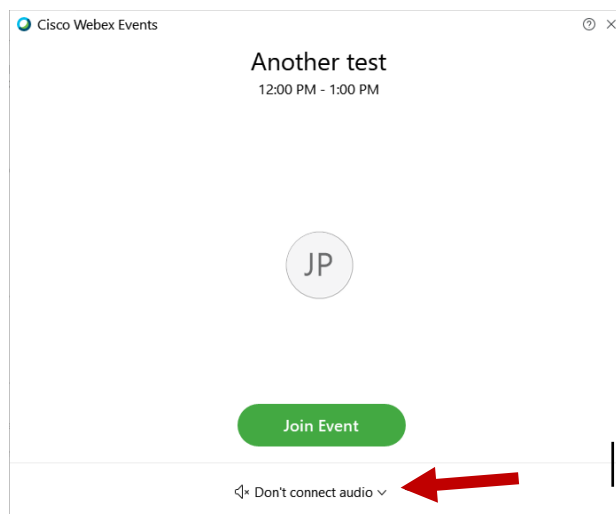 Cisco Webex Events
Another test
12:00 PM - 1:00 PM
JP
Join Event
Don't connect audio